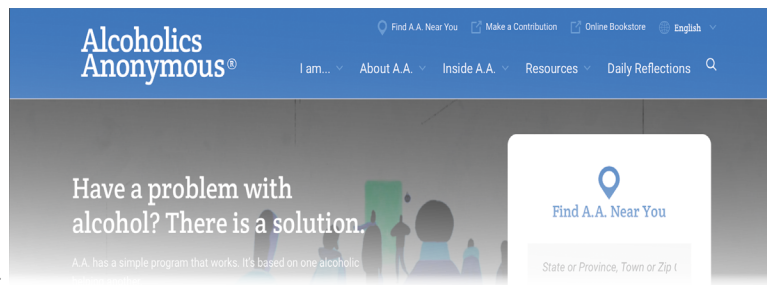 Find A.A. Near You
Make a Contribution
Online Bookstore
English
Alcoholics
Anonymous®
I am...
About A.A.
Inside A.A.
Resources
Daily Reflections
Have a problem with
alcohol? There is a solution.
A.A. has a simple program that works. It's based on one alcoholic
Find A.A. Near You
State or Province, Town or Zip